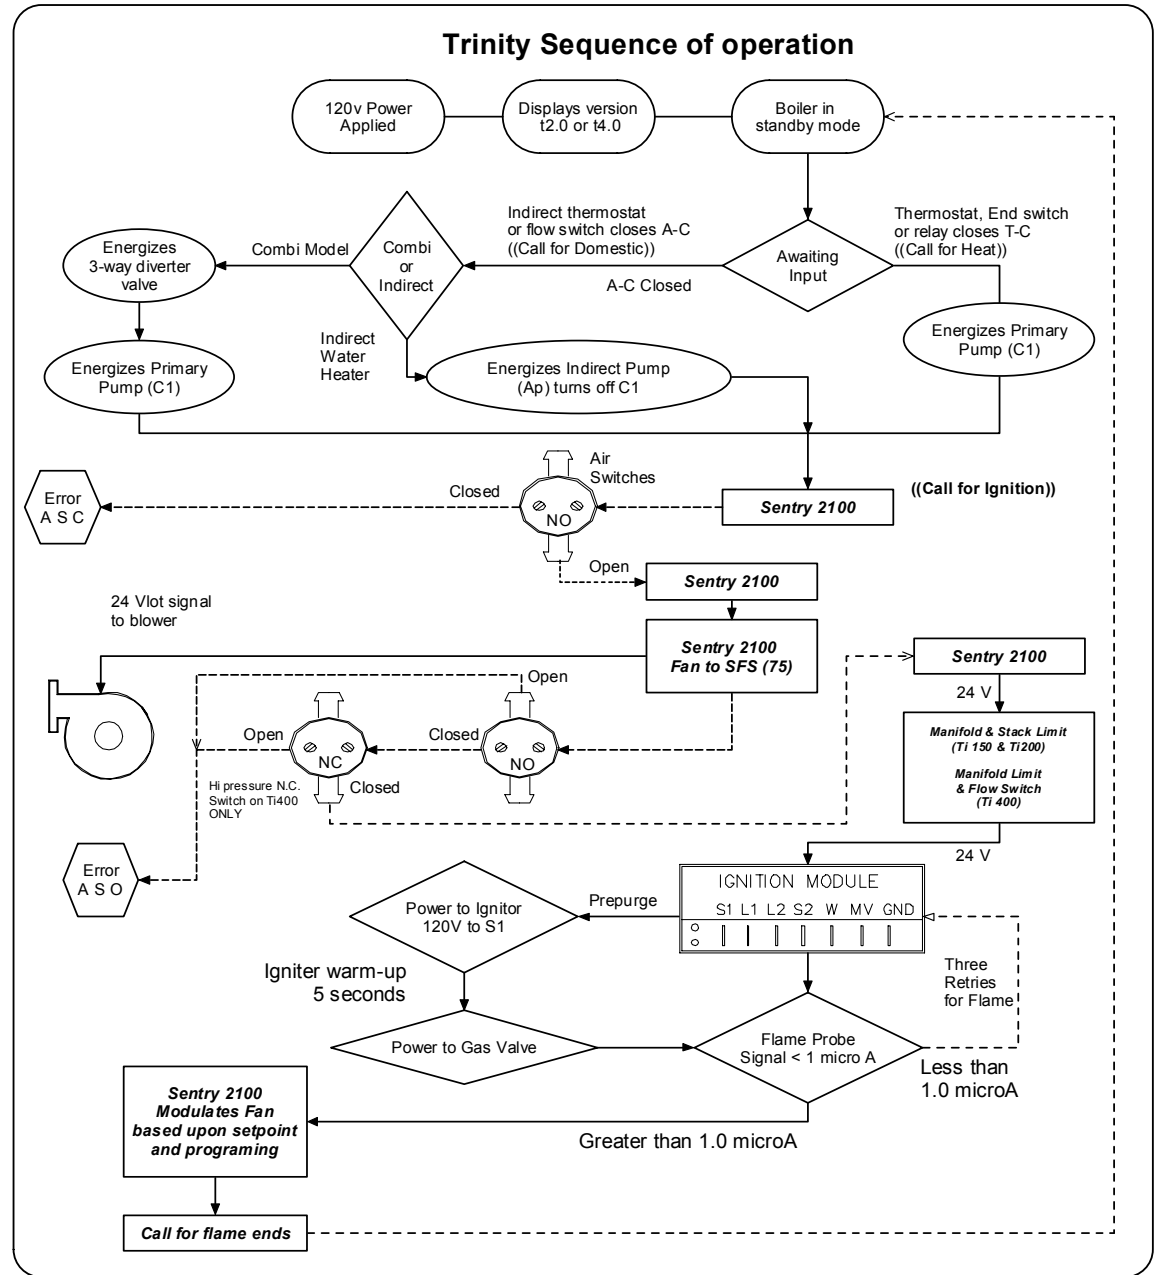 Trinity Sequence of operation
120v Power
Applied
Displays version
t2.0 or t4.0
Boiler in
standby mode
Indirect thermostat
or flow switch closes A-C
((Call for Domestic))
Thermostat, End switch
or relay closes T-C
((Call for Heat))
Energizes
3-way diverter
valve
Combi Model
Combi
or
Indirect
A-C Closed
Awaiting
Input
Indirect
Water
Heater
Energizes Primary
Pump (C1)
Energizes Indirect Pump
(Ap) turns off C1
Energizes Primary
Pump (C1)
Air
Switches
Error
A S C
Closed
NO
Sentry 2100
((Call for Ignition))
Open
Sentry 2100
24 Vlot signal
to blower
Sentry 2100
Fan to SFS (75)
Sentry 2100
24 V
Open
Open
NC
Closed
NO
Closed
Hi pressure N.C.
Switch on Ti400
ONLY
Manifold & Stack Limit
(Ti 150 & Ti200)
Manifold Limit
& Flow Switch
(Ti 400)
24 V
Error
A S O
IGNITION MODULE
S1 L1 L2 S2 W MV GND
Prepurge
Power to Ignitor
120V to S1
Igniter warm-up
5 seconds
Three
Retries
for Flame
Power to Gas Valve
Flame Probe
Signal < 1 micro A
Less than
1.0 microA
Sentry 2100
Modulates Fan
based upon setpoint
and programing
Greater than 1.0 microA
Call for flame ends